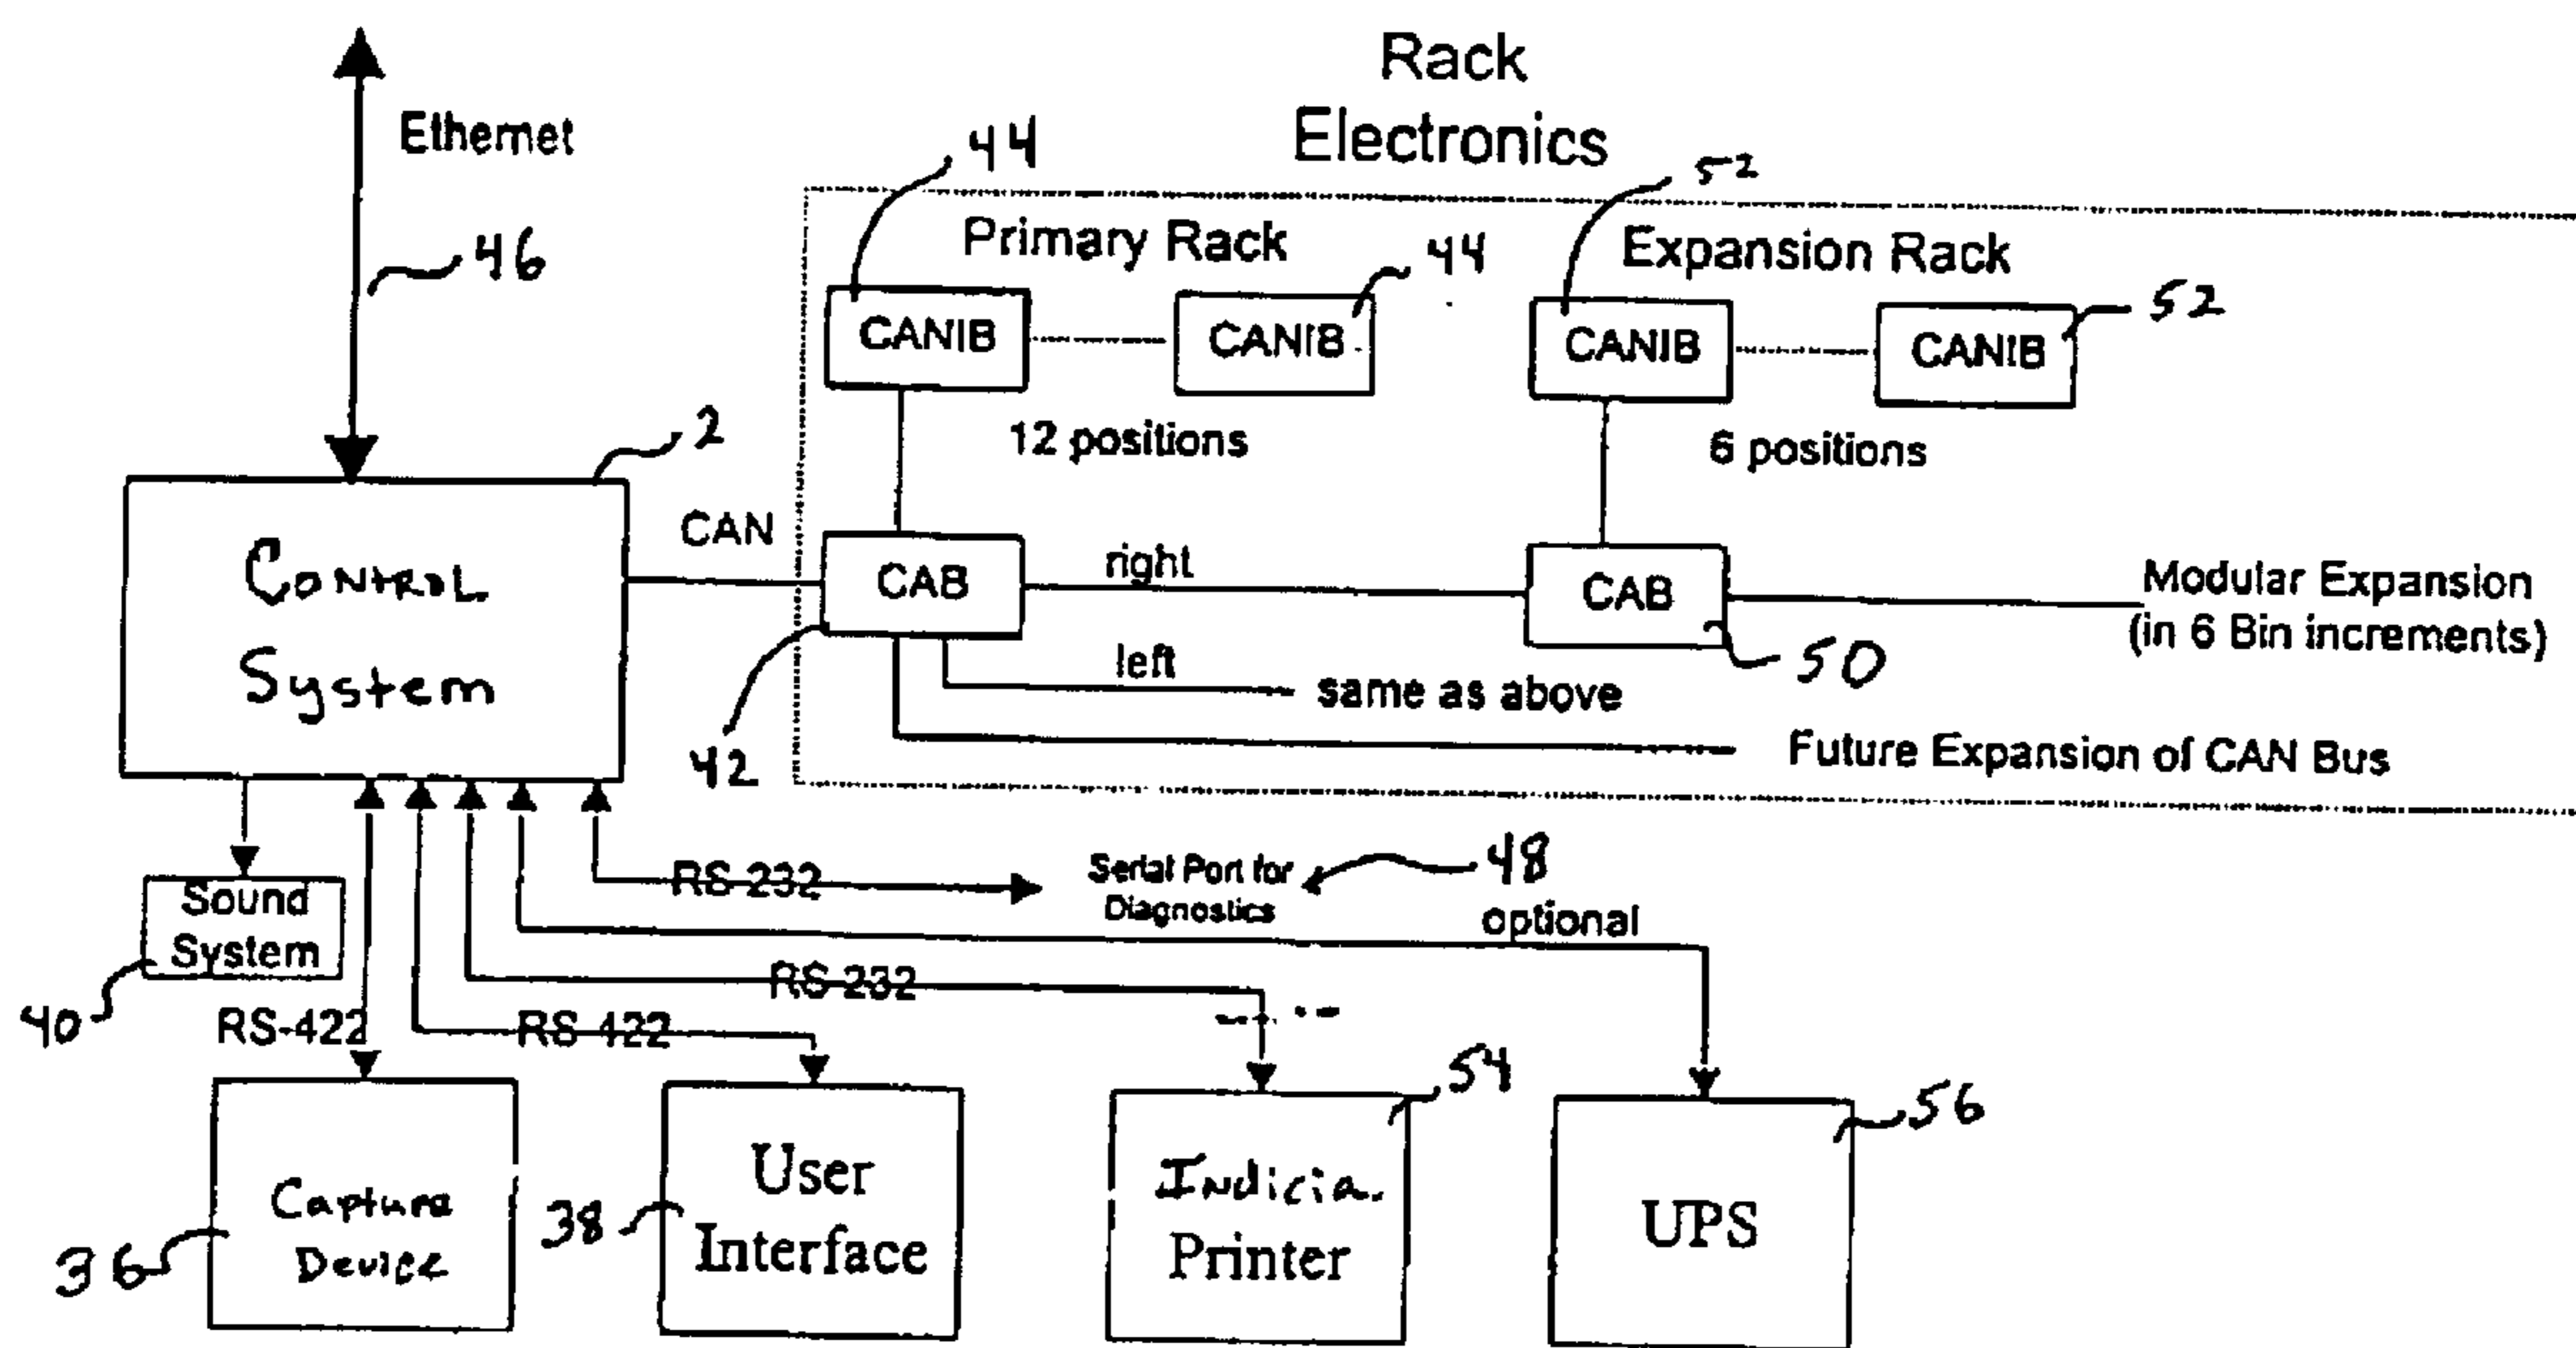 Rack
Electronics
Ethernet
44
52
46
Primary Rack
44
Expansion Rack
52
CANIB
CANIB
CANIB
CANIB
2
12 positions
6 positions
CAN
Control
System
CAB
right
CAB
Modular Expansion
(in 6 Bin increments)
50
left
same as above
42
Future Expansion of CAN Bus
RS-232
Serial Port for
Diagnostics
48
optional
Sound
System
40
RS-232
RS-422
RS-422
54
56
Capture
Device
36
User
Interface
38
Indicia
Printer
UPS